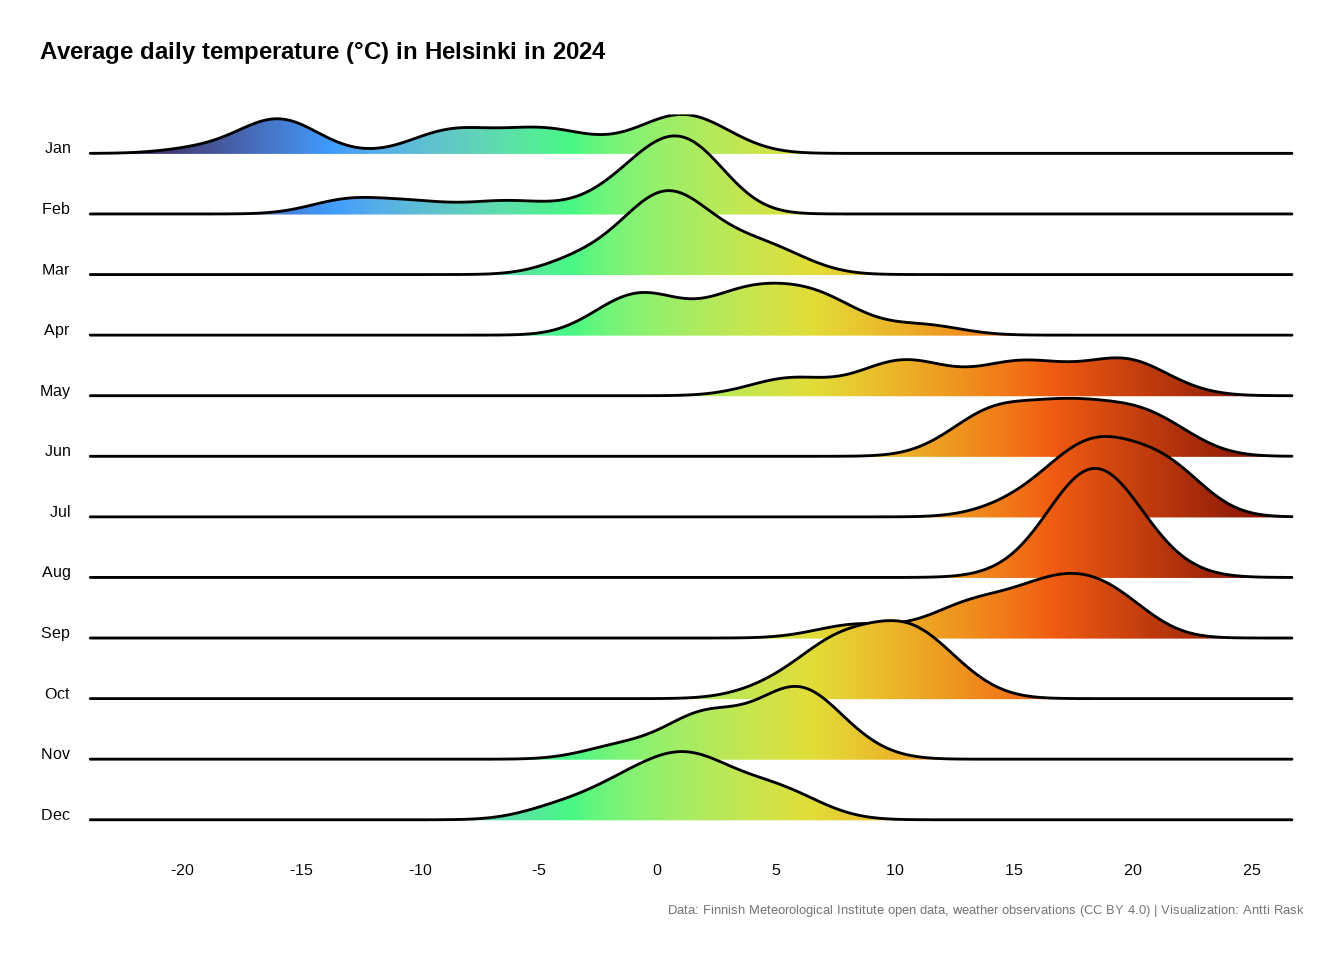 Average daily temperature (°C) in Helsinki in 2024
Jan
Feb
Mar
Apr
May
Jun
Jul
Aug
Sep
Oct
Nov
Dec
-20 -15 -10 -5 0 5 10 15 20 25
Data: Finnish Meteorological Institute open data, weather observations (CC BY 4.0) | Visualization: Antti Rask